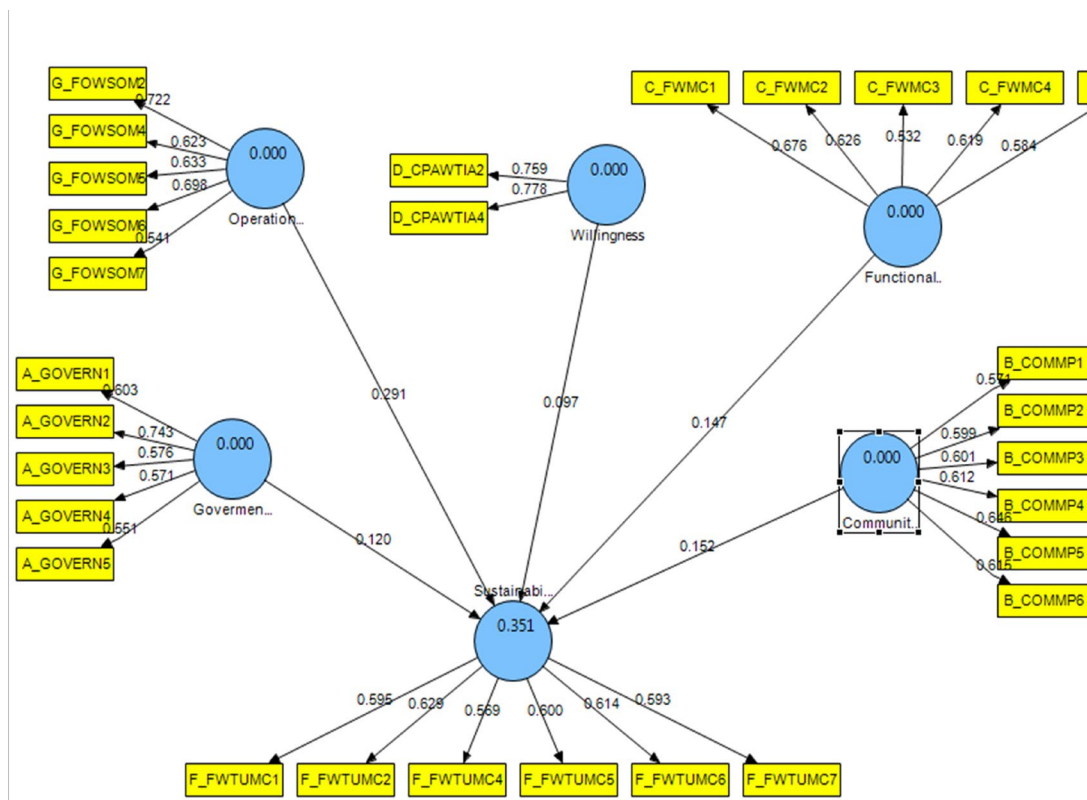 G_FOWSOM2
0.722
G_FOWSOM4
0.623
G_FOWSOM5
0.633
G_FOWSOM6
0.698
G_FOWSOM7
0.541
0.000
Operation...
D_CPAWTIA2
0.759
D_CPAWTIA4
0.778
0.000
Willingness
C_FWMC1
C_FWMC2
C_FWMC3
C_FWMC4
0.676
0.626
0.532
0.619
0.584
0.000
Functional..
A_GOVERN1
0.603
A_GOVERN2
0.743
A_GOVERN3
0.576
A_GOVERN4
0.571
A_GOVERN5
0.551
0.000
Govermen...
0.291
0.097
0.147
0.120
0.152
B_COMMP1
0.571
B_COMMP2
0.599
B_COMMP3
0.601
B_COMMP4
0.612
B_COMMP5
0.646
B_COMMP6
0.615
0.000
Communit..
Sustainabi...
0.351
0.595
0.629
0.569
0.600
0.614
0.593
F_FWTUMC1
F_FWTUMC2
F_FWTUMC4
F_FWTUMC5
F_FWTUMC6
F_FWTUMC7